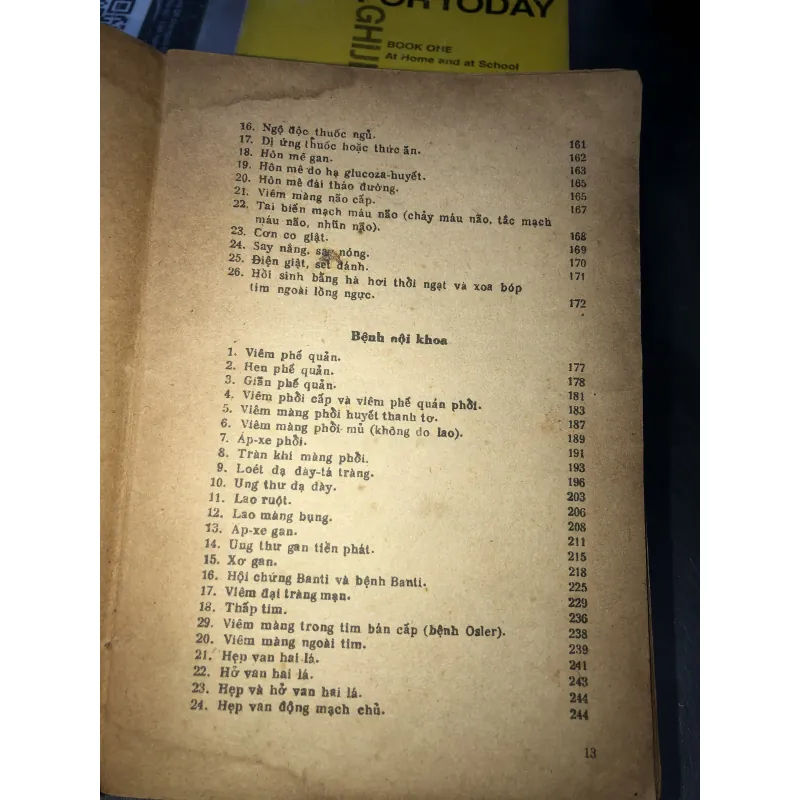 OR TODAY
GHIJ
BOOK ONE
At Home and at School
16. Ngộ độc thuốc ngủ. 161
17. Dị ứng thuốc hoặc thức ăn. 162
18. Hôn mê gan. 163
19. Hôn mê do hạ glucoza-huyết. 165
20. Hôn mê đái tháo đường. 165
21. Viêm màng não cấp. 167
22. Tai biến mạch máu não (chảy máu não, tắc mạch
máu não, nhũn não). 168
23. Cơn co giật. 169
24. Say nắng, say nóng. 170
25. Điện giật, sét đánh. 171
26. Hồi sinh bằng hà hơi thổi ngạt và xoa bóp
tim ngoài lồng ngực. 172
Bệnh nội khoa
1. Viêm phế quản. 177
2. Hen phế quản. 178
3. Giãn phế quản. 181
4. Viêm phổi cấp và viêm phế quản phổi. 183
5. Viêm màng phổi huyết thanh tơ. 187
6. Viêm màng phổi mủ (không do lao). 189
7. Áp-xe phổi. 191
8. Tràn khí màng phổi. 193
9. Loét dạ dày-tá tràng. 196
10. Ung thư dạ dày. 203
11. Lao ruột. 206
12. Lao màng bụng. 208
13. Áp-xe gan. 211
14. Ung thư gan tiền phát. 215
15. Xơ gan. 218
16. Hội chứng Banti và bệnh Banti. 225
17. Viêm đại tràng mạn. 229
18. Thấp tim. 236
29. Viêm màng trong tim bán cấp (bệnh Osler). 238
20. Viêm màng ngoài tim. 239
21. Hẹp van hai lá. 241
22. Hở van hai lá. 243
23. Hẹp và hở van hai lá. 244
24. Hẹp van động mạch chủ. 244
13